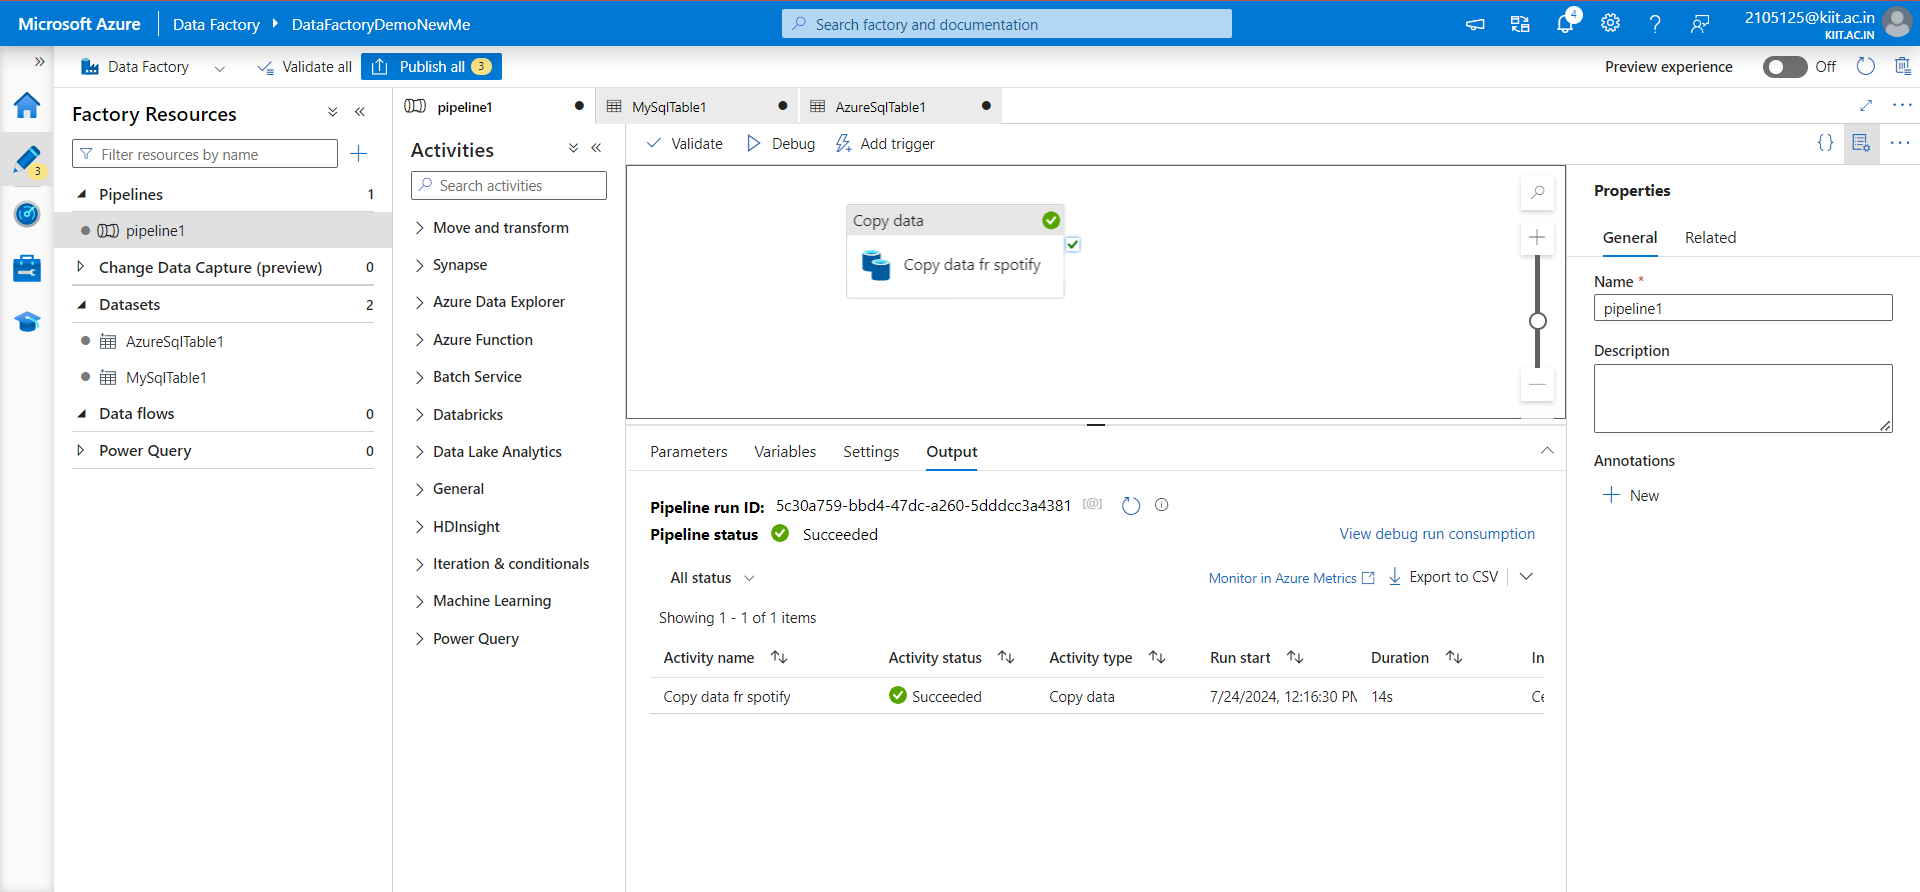 Microsoft Azure
Data Factory
DataFactoryDemoNewMe
Search factory and documentation
4
2105125@kiit.ac.in
KIIT.AC.IN
Data Factory
Validate all
Publish all 3
Preview experience
Off
3
Factory Resources
Filter resources by name
Pipelines 1
pipeline1
Change Data Capture (preview) 0
Datasets 2
AzureSqlTable1
MySqlTable1
Data flows 0
Power Query 0
pipeline1
MySqlTable1
AzureSqlTable1
Activities
Search activities
Move and transform
Synapse
Azure Data Explorer
Azure Function
Batch Service
Databricks
Data Lake Analytics
General
HDInsight
Iteration & conditionals
Machine Learning
Power Query
Validate
Debug
Add trigger
{}
Copy data
Copy data fr spotify
Parameters
Variables
Settings
Output
Pipeline run ID: 5c30a759-bbd4-47dc-a260-5dddcc3a4381 [@]
Pipeline status Succeeded
View debug run consumption
All status
Monitor in Azure Metrics
Export to CSV
Showing 1 - 1 of 1 items
Activity name Activity status Activity type Run start Duration In
Copy data fr spotify Succeeded Copy data 7/24/2024, 12:16:30 PM 14s Ce
Properties
General
Related
Name *
pipeline1
Description
Annotations
New